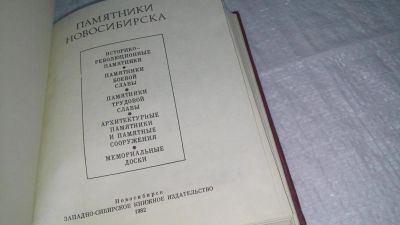 ПАМЯТНИКИ
НОВОСИБИРСКА
ИСТОРИКО-
РЕВОЛЮЦИОННЫЕ
ПАМЯТНИКИ
ПАМЯТНИКИ
БОЕВОЙ
СЛАВЫ
ПАМЯТНИКИ
ТРУДОВОЙ
СЛАВЫ
АРХИТЕКТУРНЫЕ
ПАМЯТНИКИ
И ПАМЯТНЫЕ
СООРУЖЕНИЯ
МЕМОРИАЛЬНЫЕ
ДОСКИ
Новосибирск
ЗАПАДНО-СИБИРСКОЕ КНИЖНОЕ ИЗДАТЕЛЬСТВО
1982